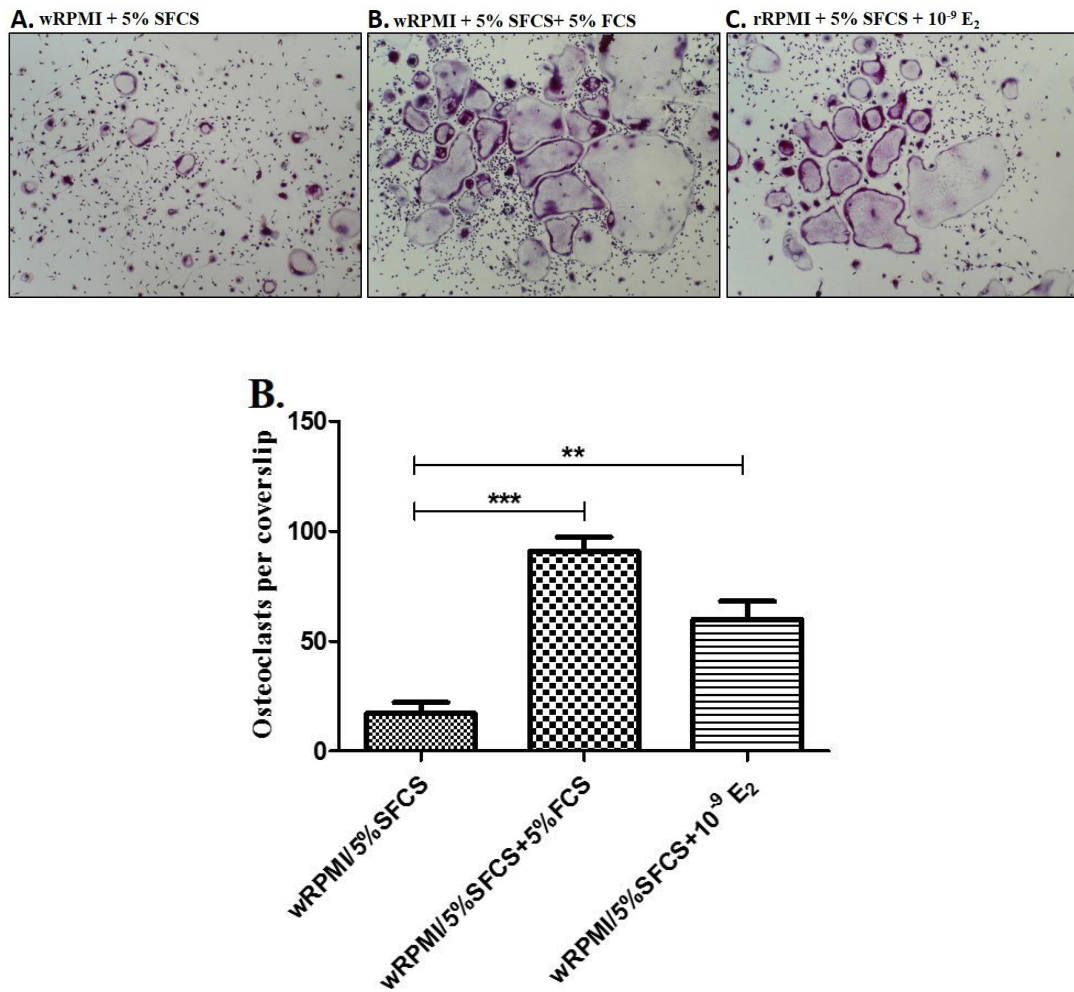 A. wRPMI + 5% SFCS
B. wRPMI + 5% SFCS+ 5% FCS
C. rRPMI + 5% SFCS + 10⁻⁹ E₂
B.
Osteoclasts per coverslip
150
100
50
0
**
***
wRPMI/5%SFCS
wRPMI/5%SFCS+5%FCS
wRPMI/5%SFCS+10⁻⁹ E₂